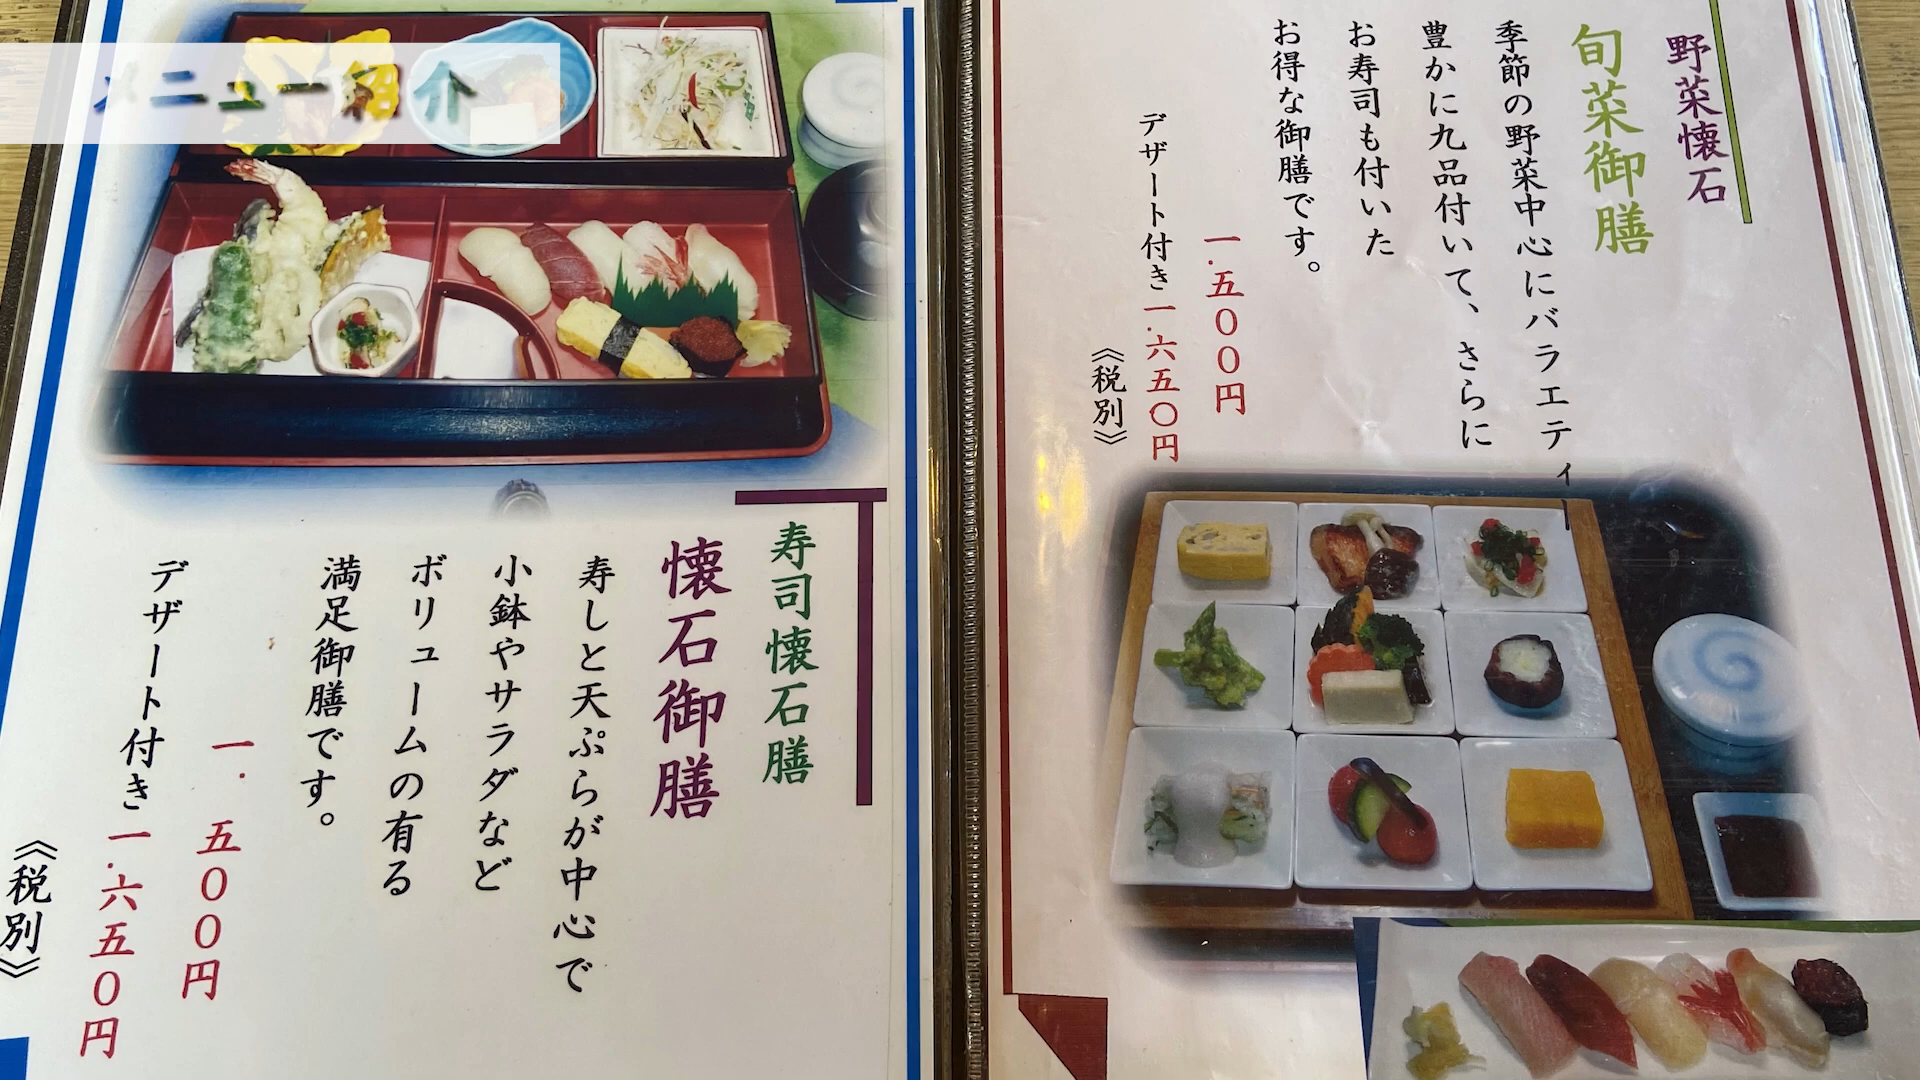 メニュー紹介
野菜懐石
旬菜御膳
季節の野菜中心にバラエティー
豊かに九品付いて、さらに
お寿司も付いた
お得な御膳です。
一.五００円
デザート付き一.六五〇円
《税別》
寿司懐石膳
懐石御膳
寿しと天ぷらが中心で
小鉢やサラダなど
ボリュームの有る
満足御膳です。
一.五００円
デザート付き一.六五０円
《税別》